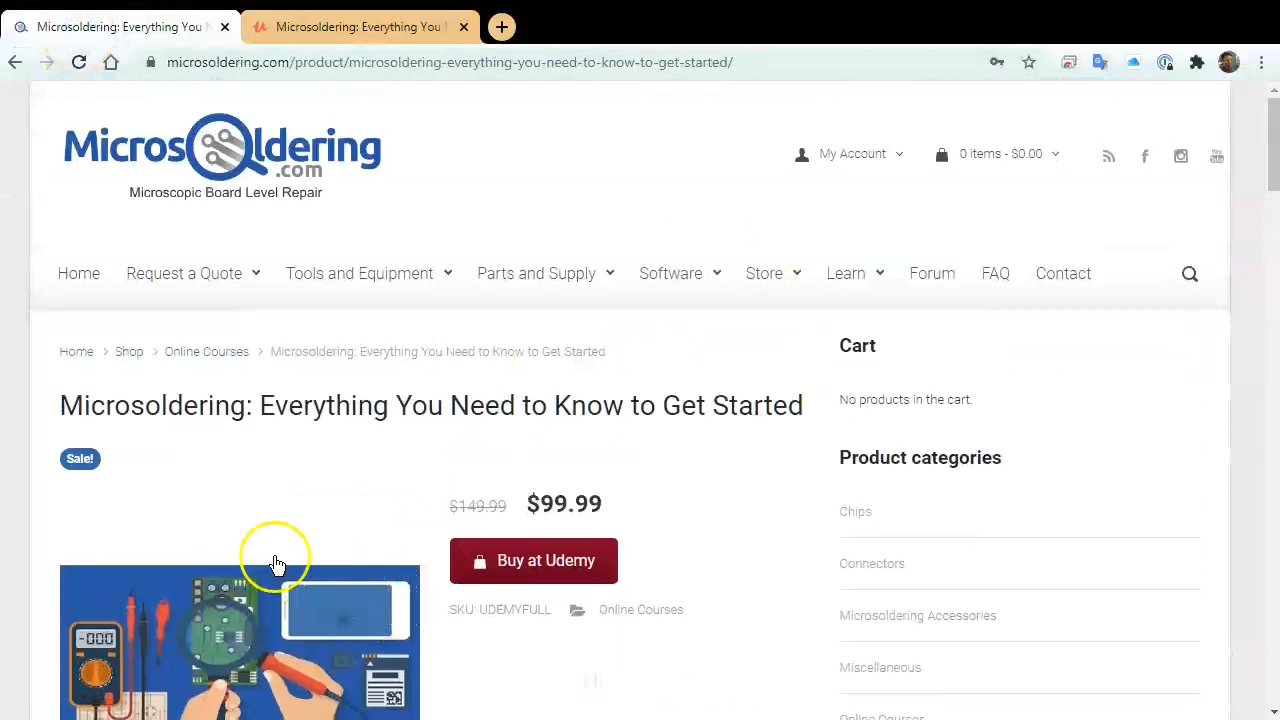 Microsoldering: Everything You N
Microsoldering: Everything You N
microsoldering.com/product/microsoldering-everything-you-need-to-know-to-get-started/
Microsoldering
.com
Microscopic Board Level Repair
My Account
0 items - $0.00
You
Home
Request a Quote
Tools and Equipment
Parts and Supply
Software
Store
Learn
Forum
FAQ
Contact
Home > Shop > Online Courses > Microsoldering: Everything You Need to Know to Get Started
Microsoldering: Everything You Need to Know to Get Started
Sale!
$149.99 $99.99
Buy at Udemy
SKU: UDEMYFULL Online Courses
-000
Cart
No products in the cart.
Product categories
Chips
Connectors
Microsoldering Accessories
Miscellaneous
Online Courses